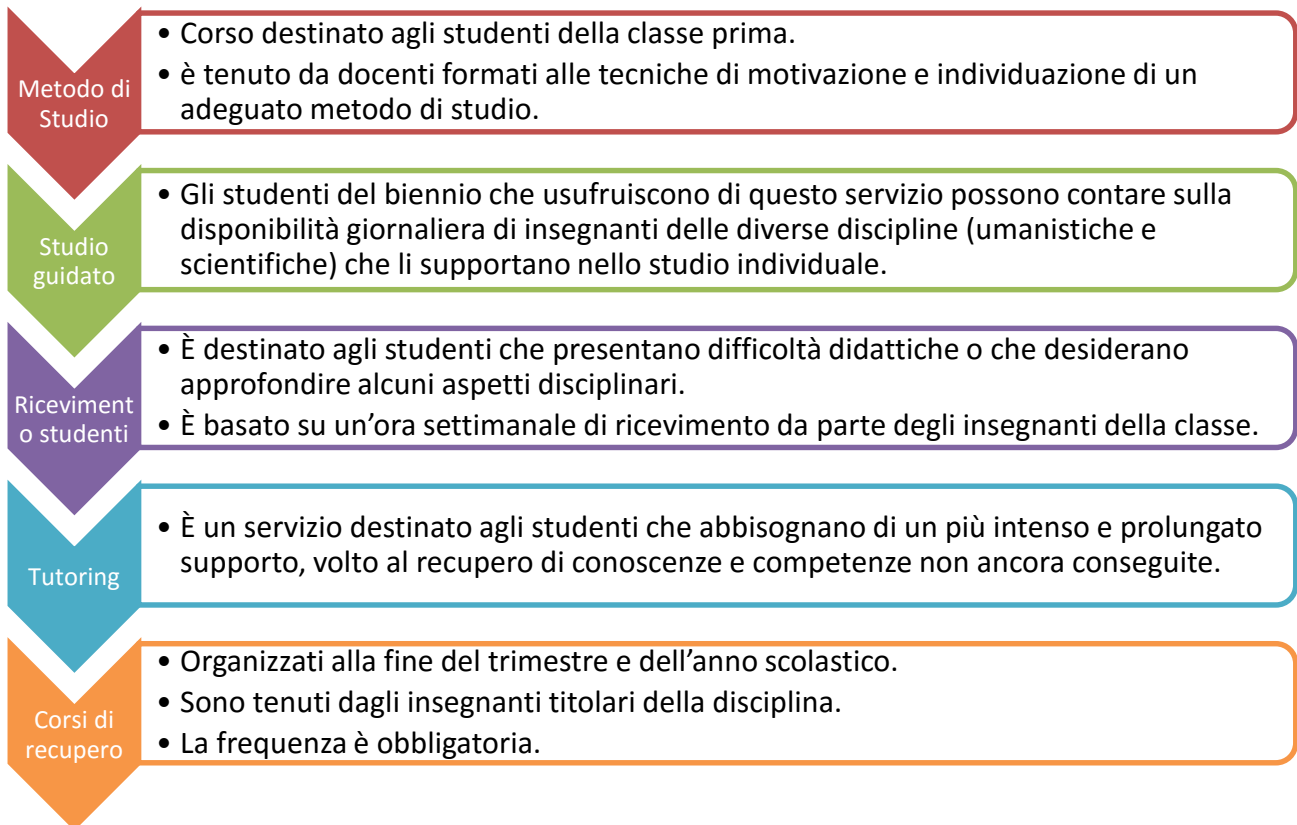 Metodo di
Studio
• Corso destinato agli studenti della classe prima.
• è tenuto da docenti formati alle tecniche di motivazione e individuazione di un
adeguato metodo di studio.
Studio
guidato
• Gli studenti del biennio che usufruiscono di questo servizio possono contare sulla
disponibilità giornaliera di insegnanti delle diverse discipline (umanistiche e
scientifiche) che li supportano nello studio individuale.
Riceviment
o studenti
• È destinato agli studenti che presentano difficoltà didattiche o che desiderano
approfondire alcuni aspetti disciplinari.
• È basato su un’ora settimanale di ricevimento da parte degli insegnanti della classe.
Tutoring
• È un servizio destinato agli studenti che abbisognano di un più intenso e prolungato
supporto, volto al recupero di conoscenze e competenze non ancora conseguite.
Corsi di
recupero
• Organizzati alla fine del trimestre e dell’anno scolastico.
• Sono tenuti dagli insegnanti titolari della disciplina.
• La frequenza è obbligatoria.